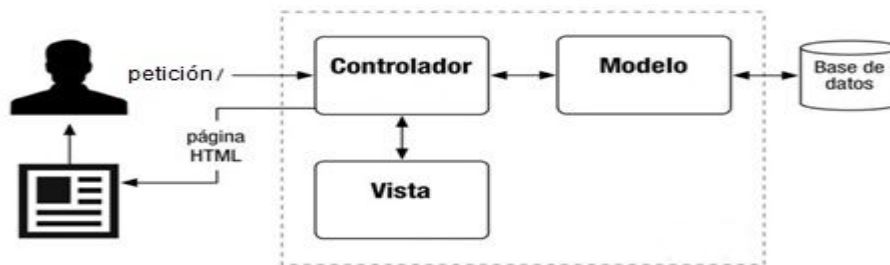 petición/
Controlador
Modelo
Base de
datos
página
HTML
Vista